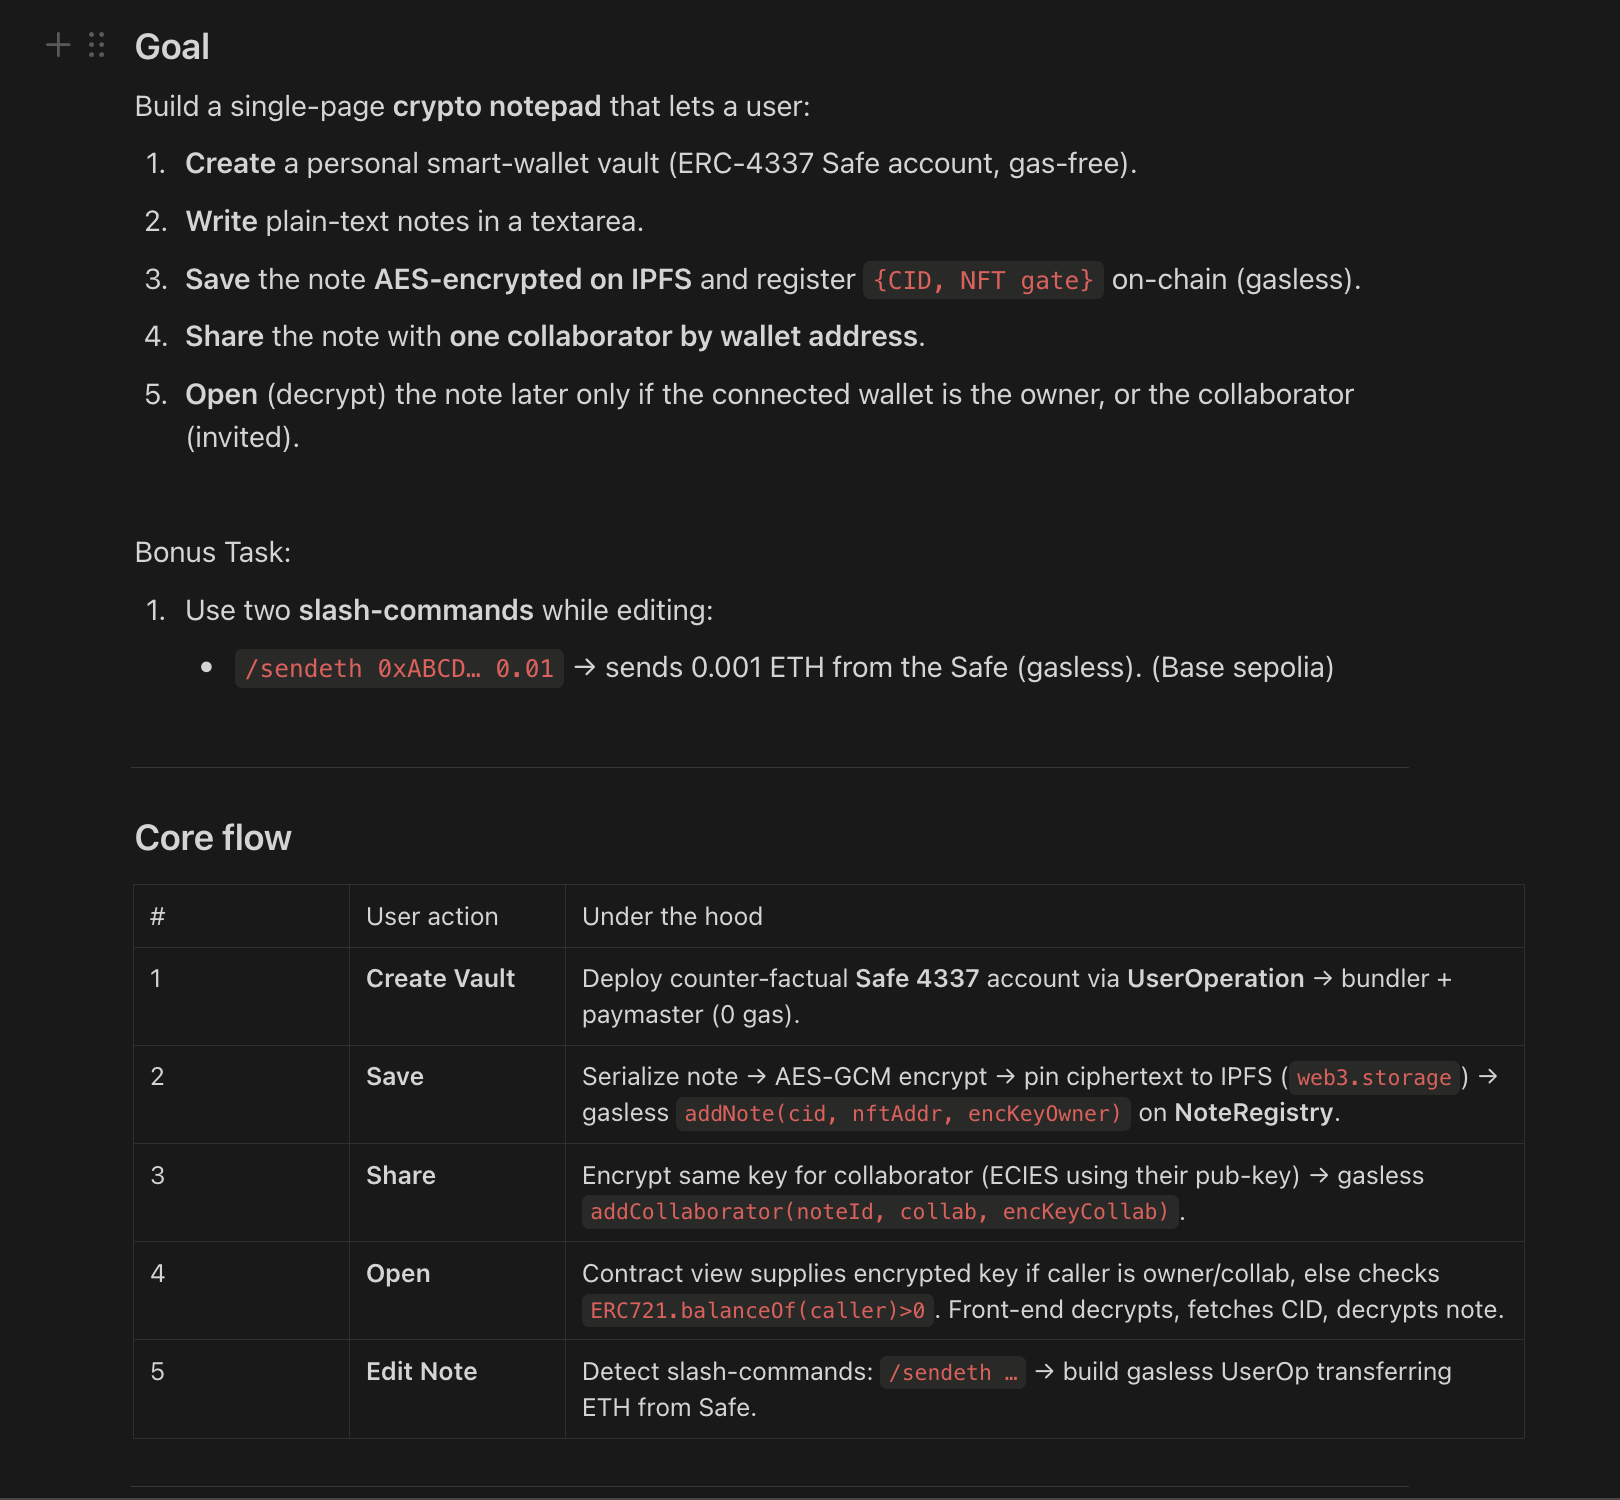 Goal
Build a single-page crypto notepad that lets a user:
1. Create a personal smart-wallet vault (ERC-4337 Safe account, gas-free).
2. Write plain-text notes in a textarea.
3. Save the note AES-encrypted on IPFS and register {CID, NFT gate} on-chain (gasless).
4. Share the note with one collaborator by wallet address.
5. Open (decrypt) the note later only if the connected wallet is the owner, or the collaborator
(invited).
Bonus Task:
1. Use two slash-commands while editing:
• /sendeth 0xABCD… 0.01 → sends 0.001 ETH from the Safe (gasless). (Base sepolia)
Core flow
# User action Under the hood
1 Create Vault Deploy counter-factual Safe 4337 account via UserOperation → bundler +
paymaster (0 gas).
2 Save Serialize note → AES-GCM encrypt → pin ciphertext to IPFS (web3.storage) →
gasless addNote(cid, nftAddr, encKeyOwner) on NoteRegistry.
3 Share Encrypt same key for collaborator (ECIES using their pub-key) → gasless
addCollaborator(noteId, collab, encKeyCollab).
4 Open Contract view supplies encrypted key if caller is owner/collab, else checks
ERC721.balanceOf(caller)>0. Front-end decrypts, fetches CID, decrypts note.
5 Edit Note Detect slash-commands: /sendeth … → build gasless UserOp transferring
ETH from Safe.